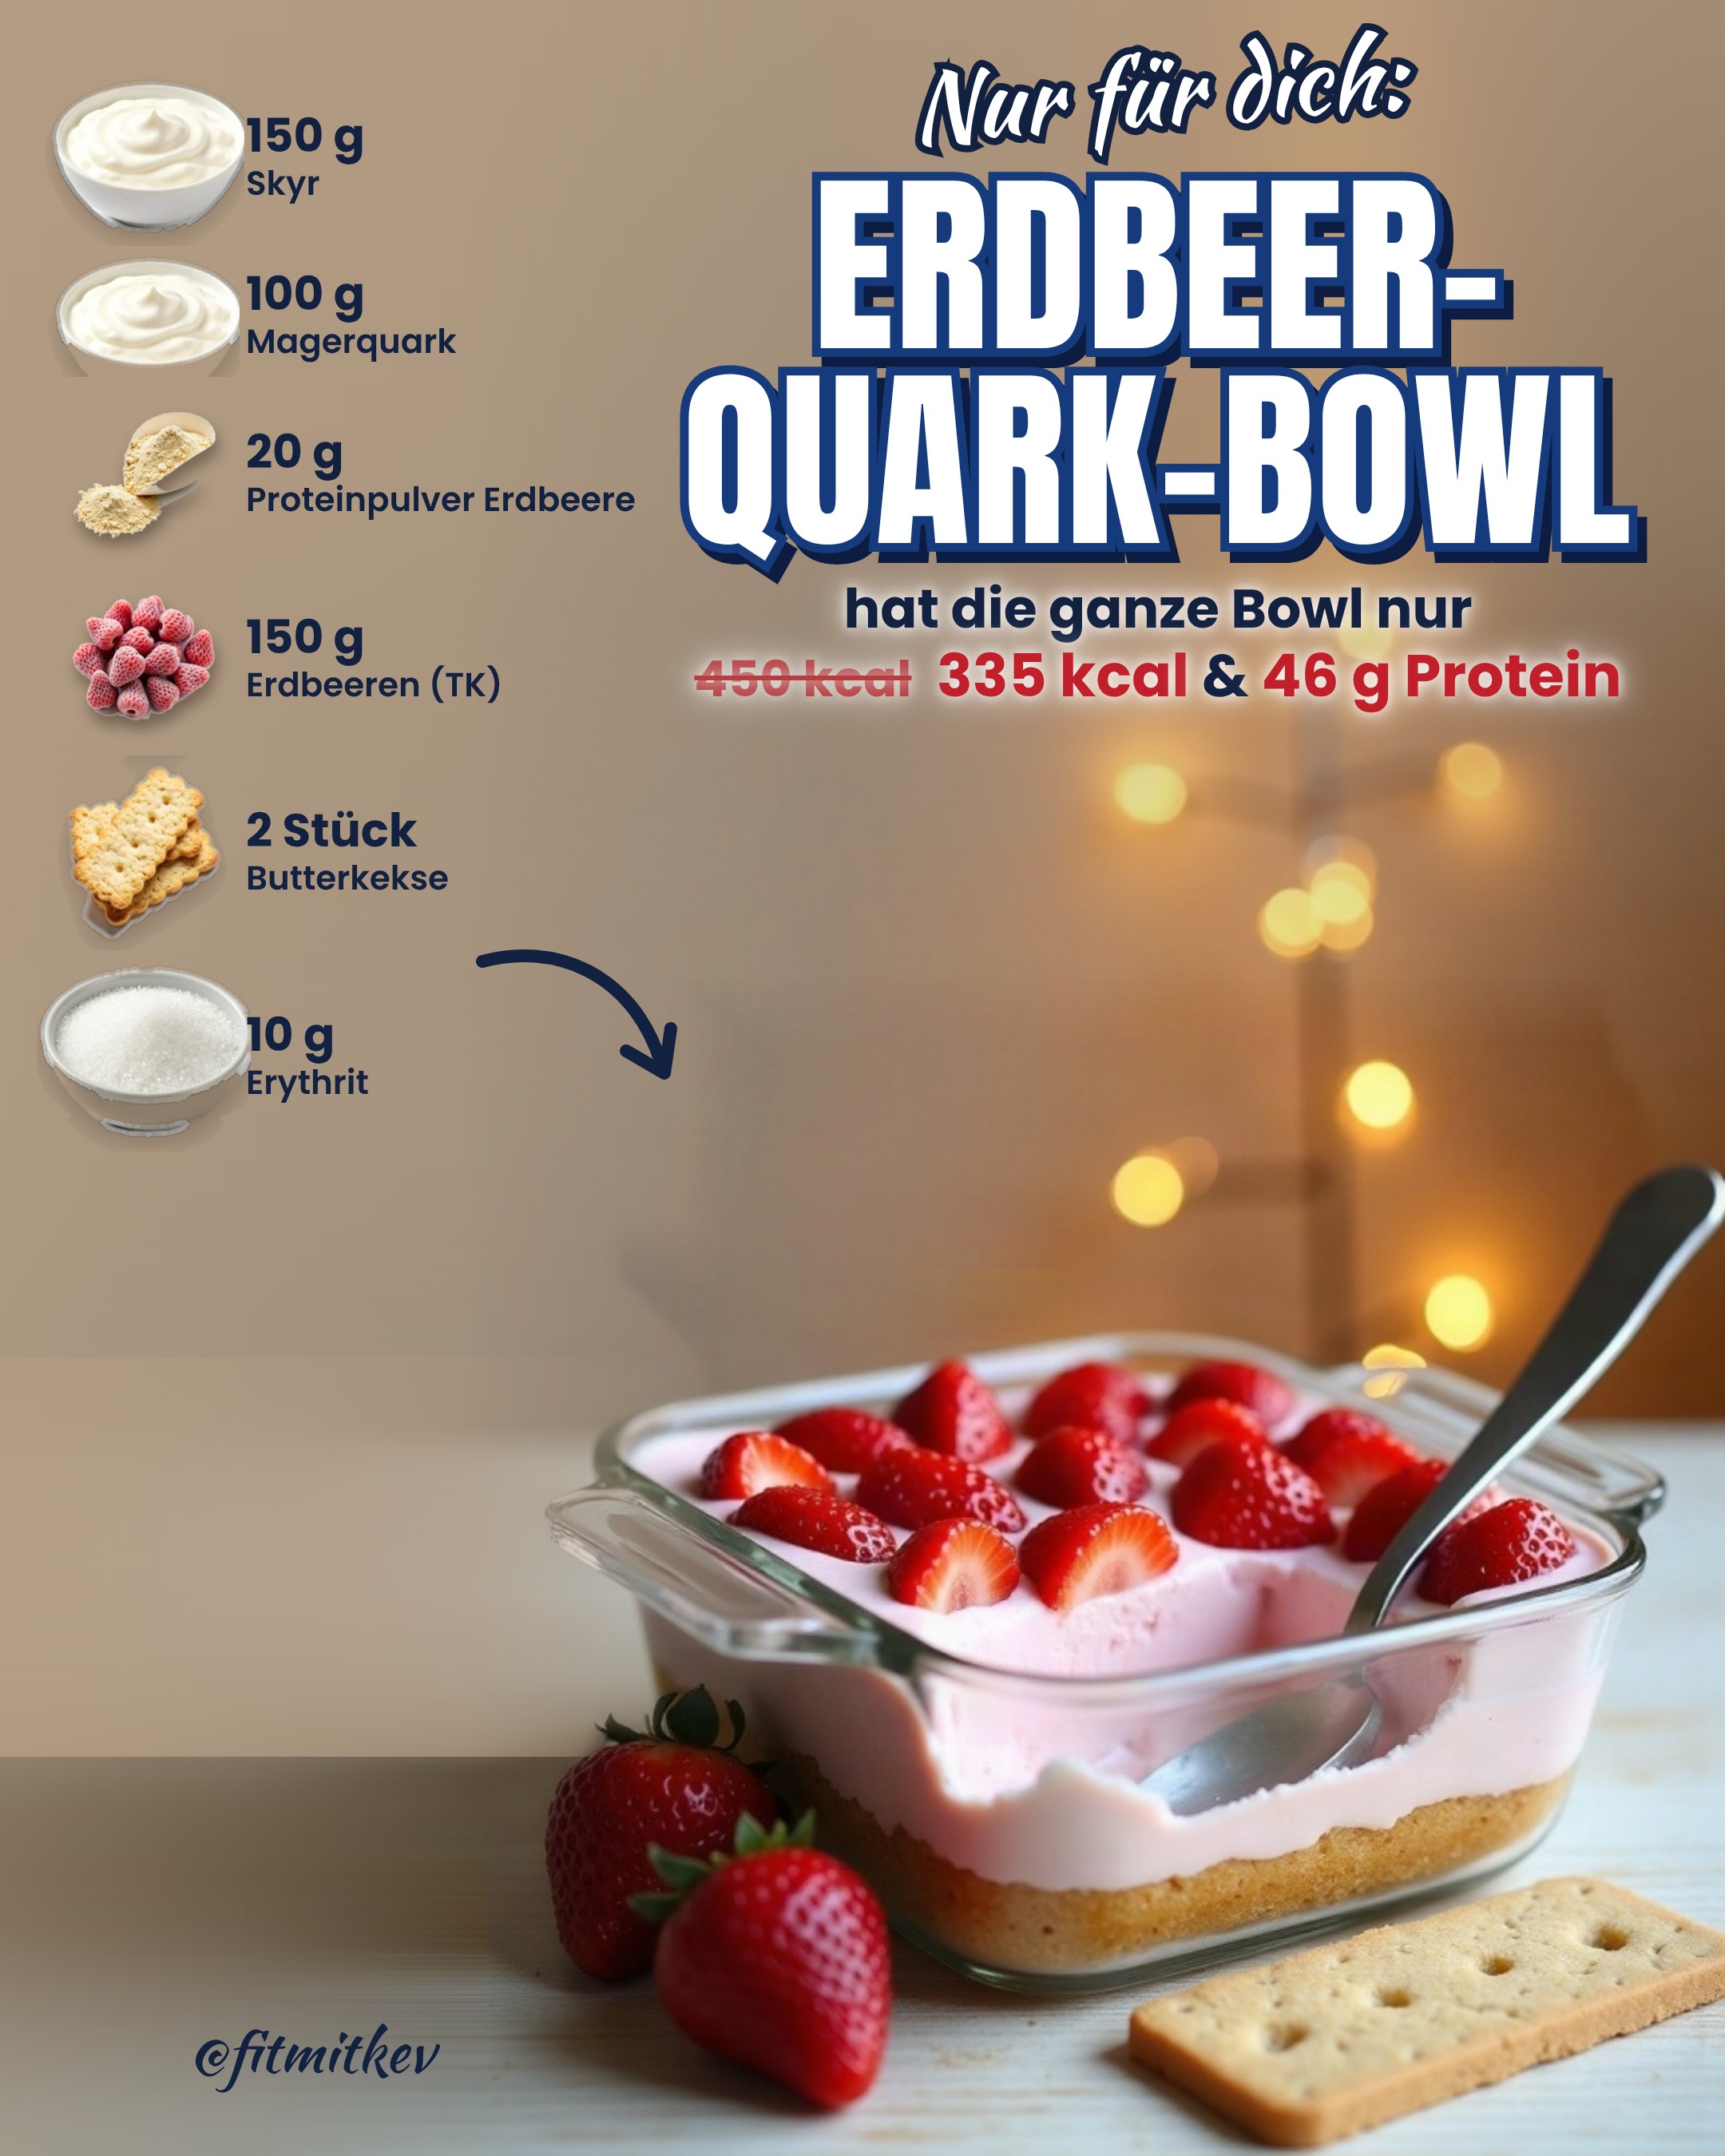 Nur für dich:
ERDBEER-
QUARK-BOWL
hat die ganze Bowl nur
450 kcal 335 kcal & 46 g Protein
150 g
Skyr
100 g
Magerquark
20 g
Proteinpulver Erdbeere
150 g
Erdbeeren (TK)
2 Stück
Butterkekse
10 g
Erythrit
@fitmitkev